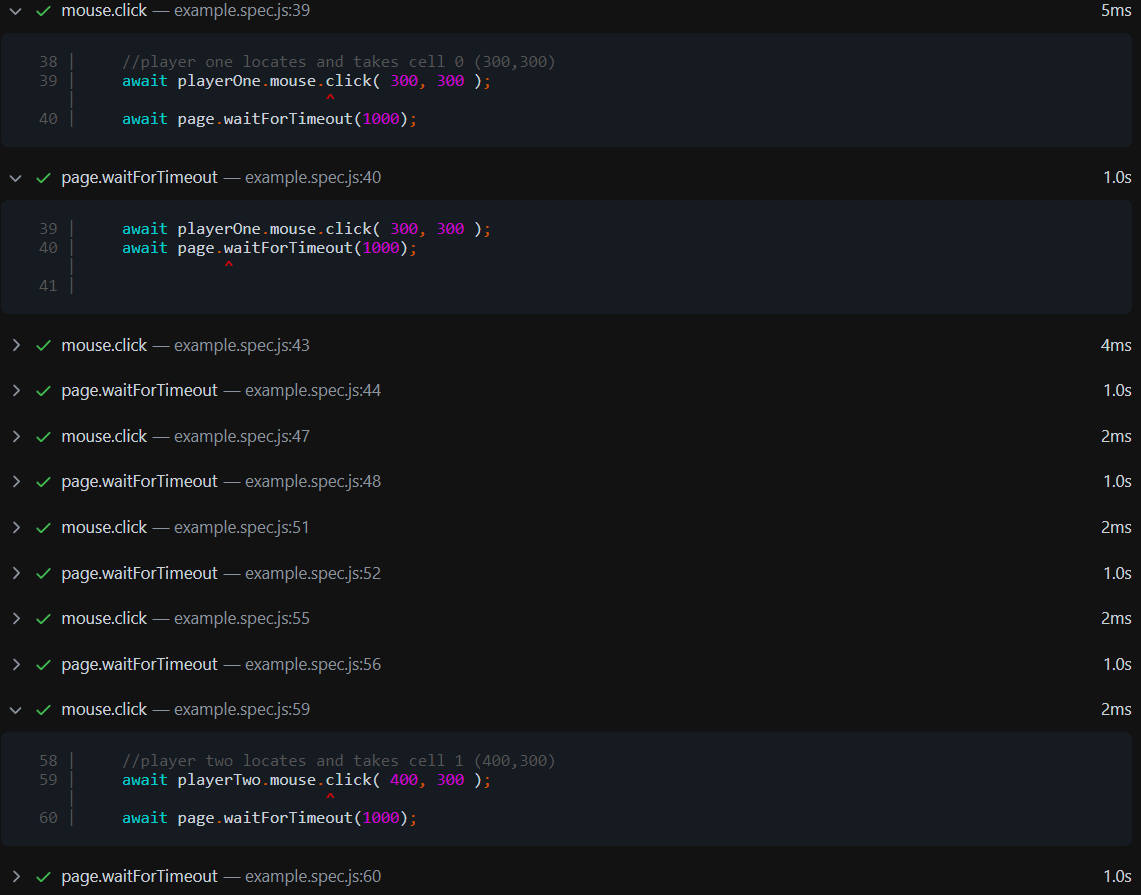 mouse.click — example.spec.js:39 5ms
38 | //player one locates and takes cell 0 (300,300)
39 | await playerOne.mouse.click( 300, 300 );
| ^
40 | await page.waitForTimeout(1000);
page.waitForTimeout — example.spec.js:40 1.0s
39 | await playerOne.mouse.click( 300, 300 );
40 | await page.waitForTimeout(1000);
| ^
41 |
mouse.click — example.spec.js:43 4ms
page.waitForTimeout — example.spec.js:44 1.0s
mouse.click — example.spec.js:47 2ms
page.waitForTimeout — example.spec.js:48 1.0s
mouse.click — example.spec.js:51 2ms
page.waitForTimeout — example.spec.js:52 1.0s
mouse.click — example.spec.js:55 2ms
page.waitForTimeout — example.spec.js:56 1.0s
mouse.click — example.spec.js:59 2ms
58 | //player two locates and takes cell 1 (400,300)
59 | await playerTwo.mouse.click( 400, 300 );
| ^
60 | await page.waitForTimeout(1000);
page.waitForTimeout — example.spec.js:60 1.0s